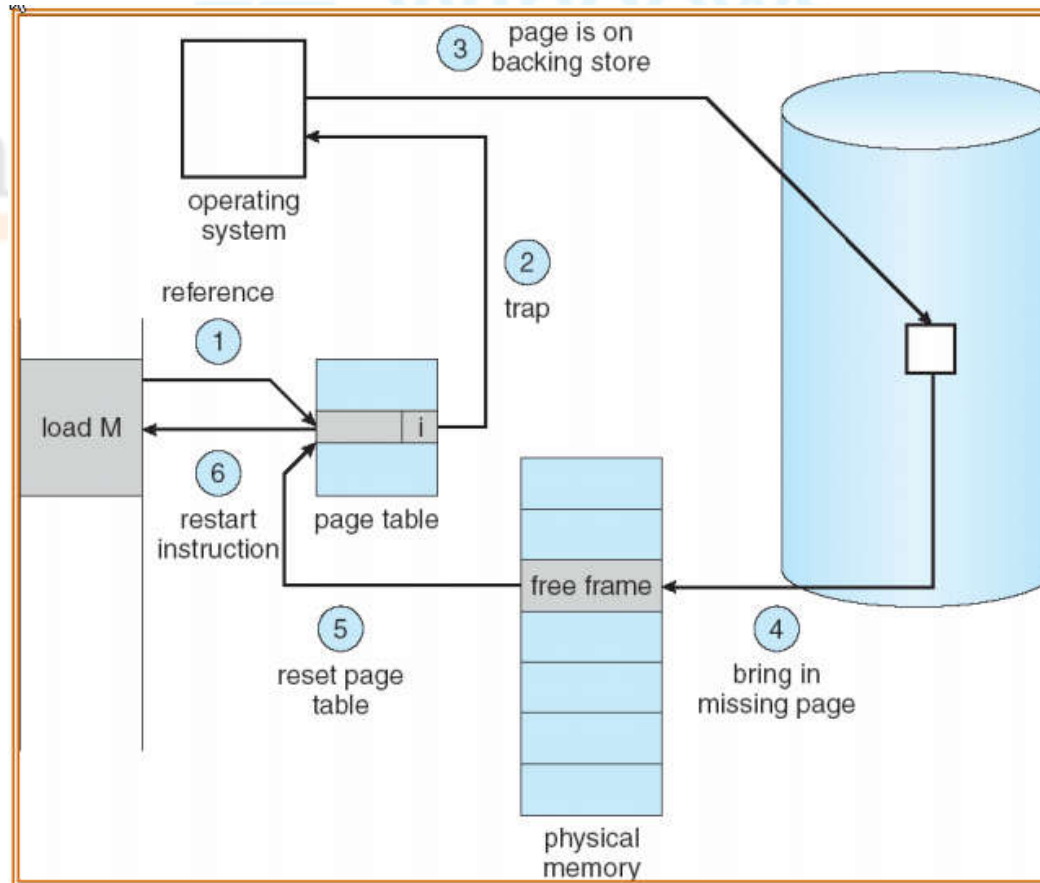 3
page is on
backing store
operating
system
2
trap
reference
1
load M
i
6
restart
instruction
page table
free frame
5
reset page
table
4
bring in
missing page
physical
memory